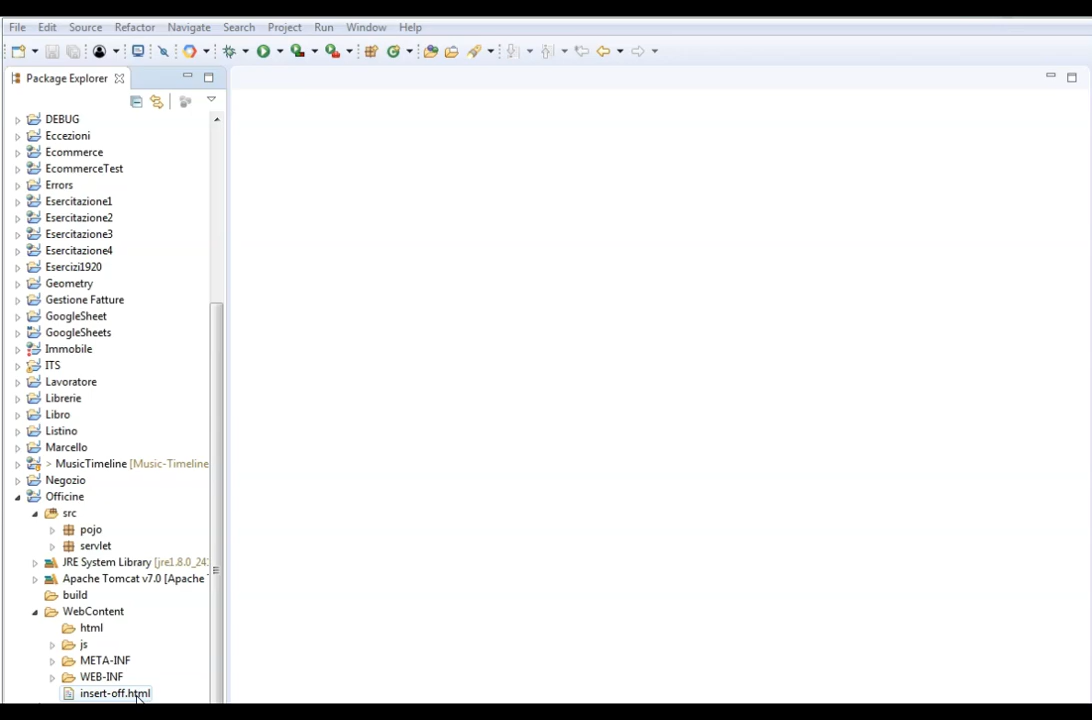 File Edit Source Refactor Navigate Search Project Run Window Help
Package Explorer
DEBUG
Eccezioni
Ecommerce
EcommerceTest
Errors
Esercitazione1
Esercitazione2
Esercitazione3
Esercitazione4
Esercizi1920
Geometry
Gestione Fatture
GoogleSheet
GoogleSheets
Immobile
ITS
Lavoratore
Librerie
Libro
Listino
Marcello
> MusicTimeline [Music-Timeline
Negozio
Officine
src
pojo
servlet
JRE System Library [jre1.8.0_24
Apache Tomcat v7.0 [Apache
build
WebContent
html
js
META-INF
WEB-INF
insert-off.html